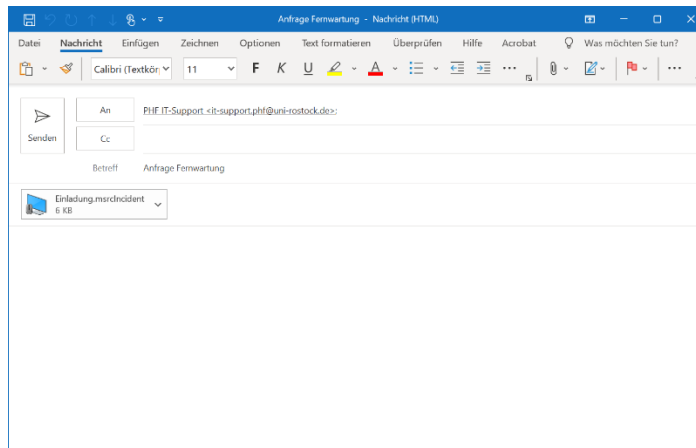 Anfrage Fernwartung - Nachricht (HTML)
Datei Nachricht Einfügen Zeichnen Optionen Text formatieren Überprüfen Hilfe Acrobat Was möchten Sie tun?
Calibri (Textkör 11 F K U A
Senden
An PHF IT-Support <it-support.phf@uni-rostock.de>;
Cc
Betreff Anfrage Fernwartung
Einladung.msrcIncident
6 KB